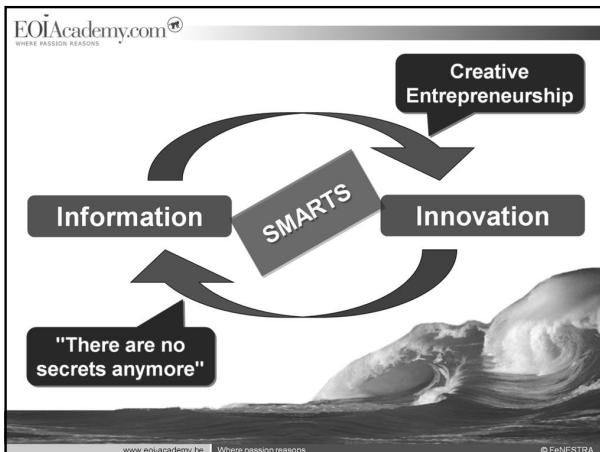 EOIAcademy.com
WHERE PASSION REASONS
Creative
Entrepreneurship
Information
SMARTS
Innovation
"There are no
secrets anymore"
www.eoi-academy.be Where passion reasons © FeNESTRA